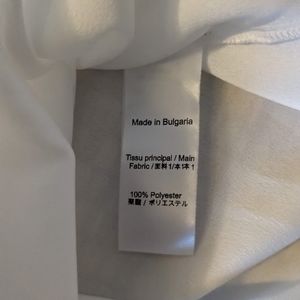 Made in Bulgaria
Tissu principal / Main
Fabric / 面料 1/本体 1
100% Polyester
聚酯 / ポリエステル